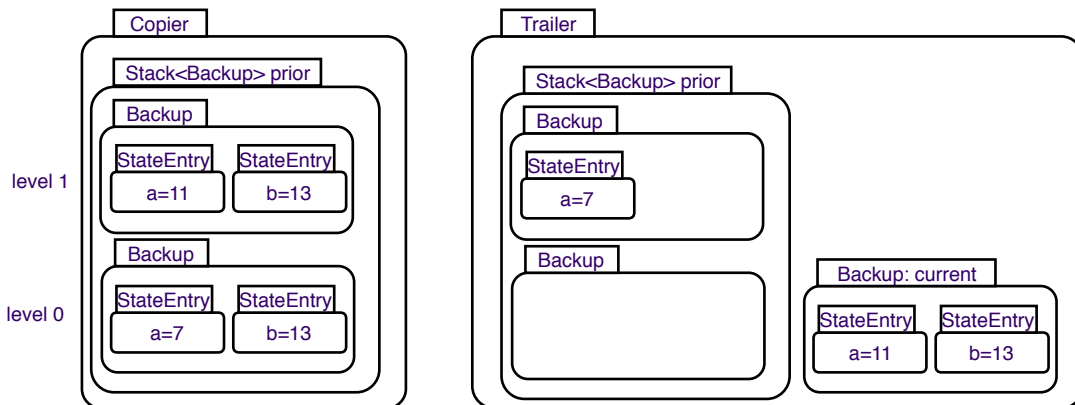 Copier
Stack<Backup> prior
Backup
level 1
StateEntry StateEntry
a=11 b=13
Backup
level 0
StateEntry StateEntry
a=7 b=13
Trailer
Stack<Backup> prior
Backup
StateEntry
a=7
Backup
Backup: current
StateEntry StateEntry
a=11 b=13